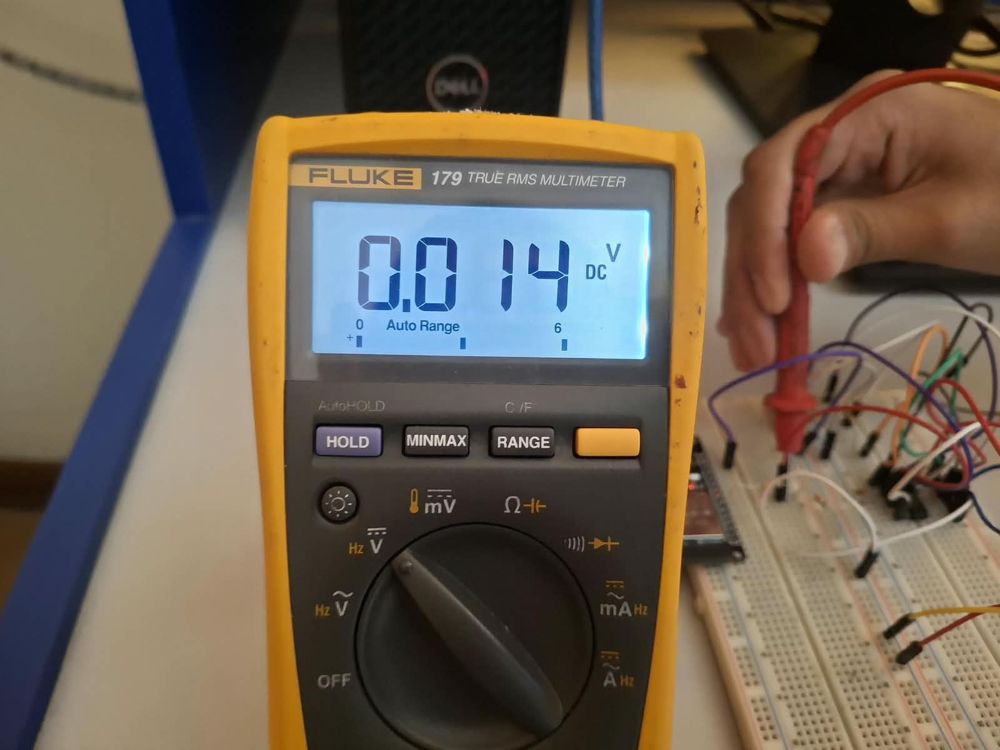 DELL
FLUKE 179 TRUE RMS MULTIMETER
0.014 V DC
0 Auto Range 6
+
AutoHOLD C/F
HOLD MINMAX RANGE
mV Ω
Hz V
Hz V mA Hz
OFF A Hz